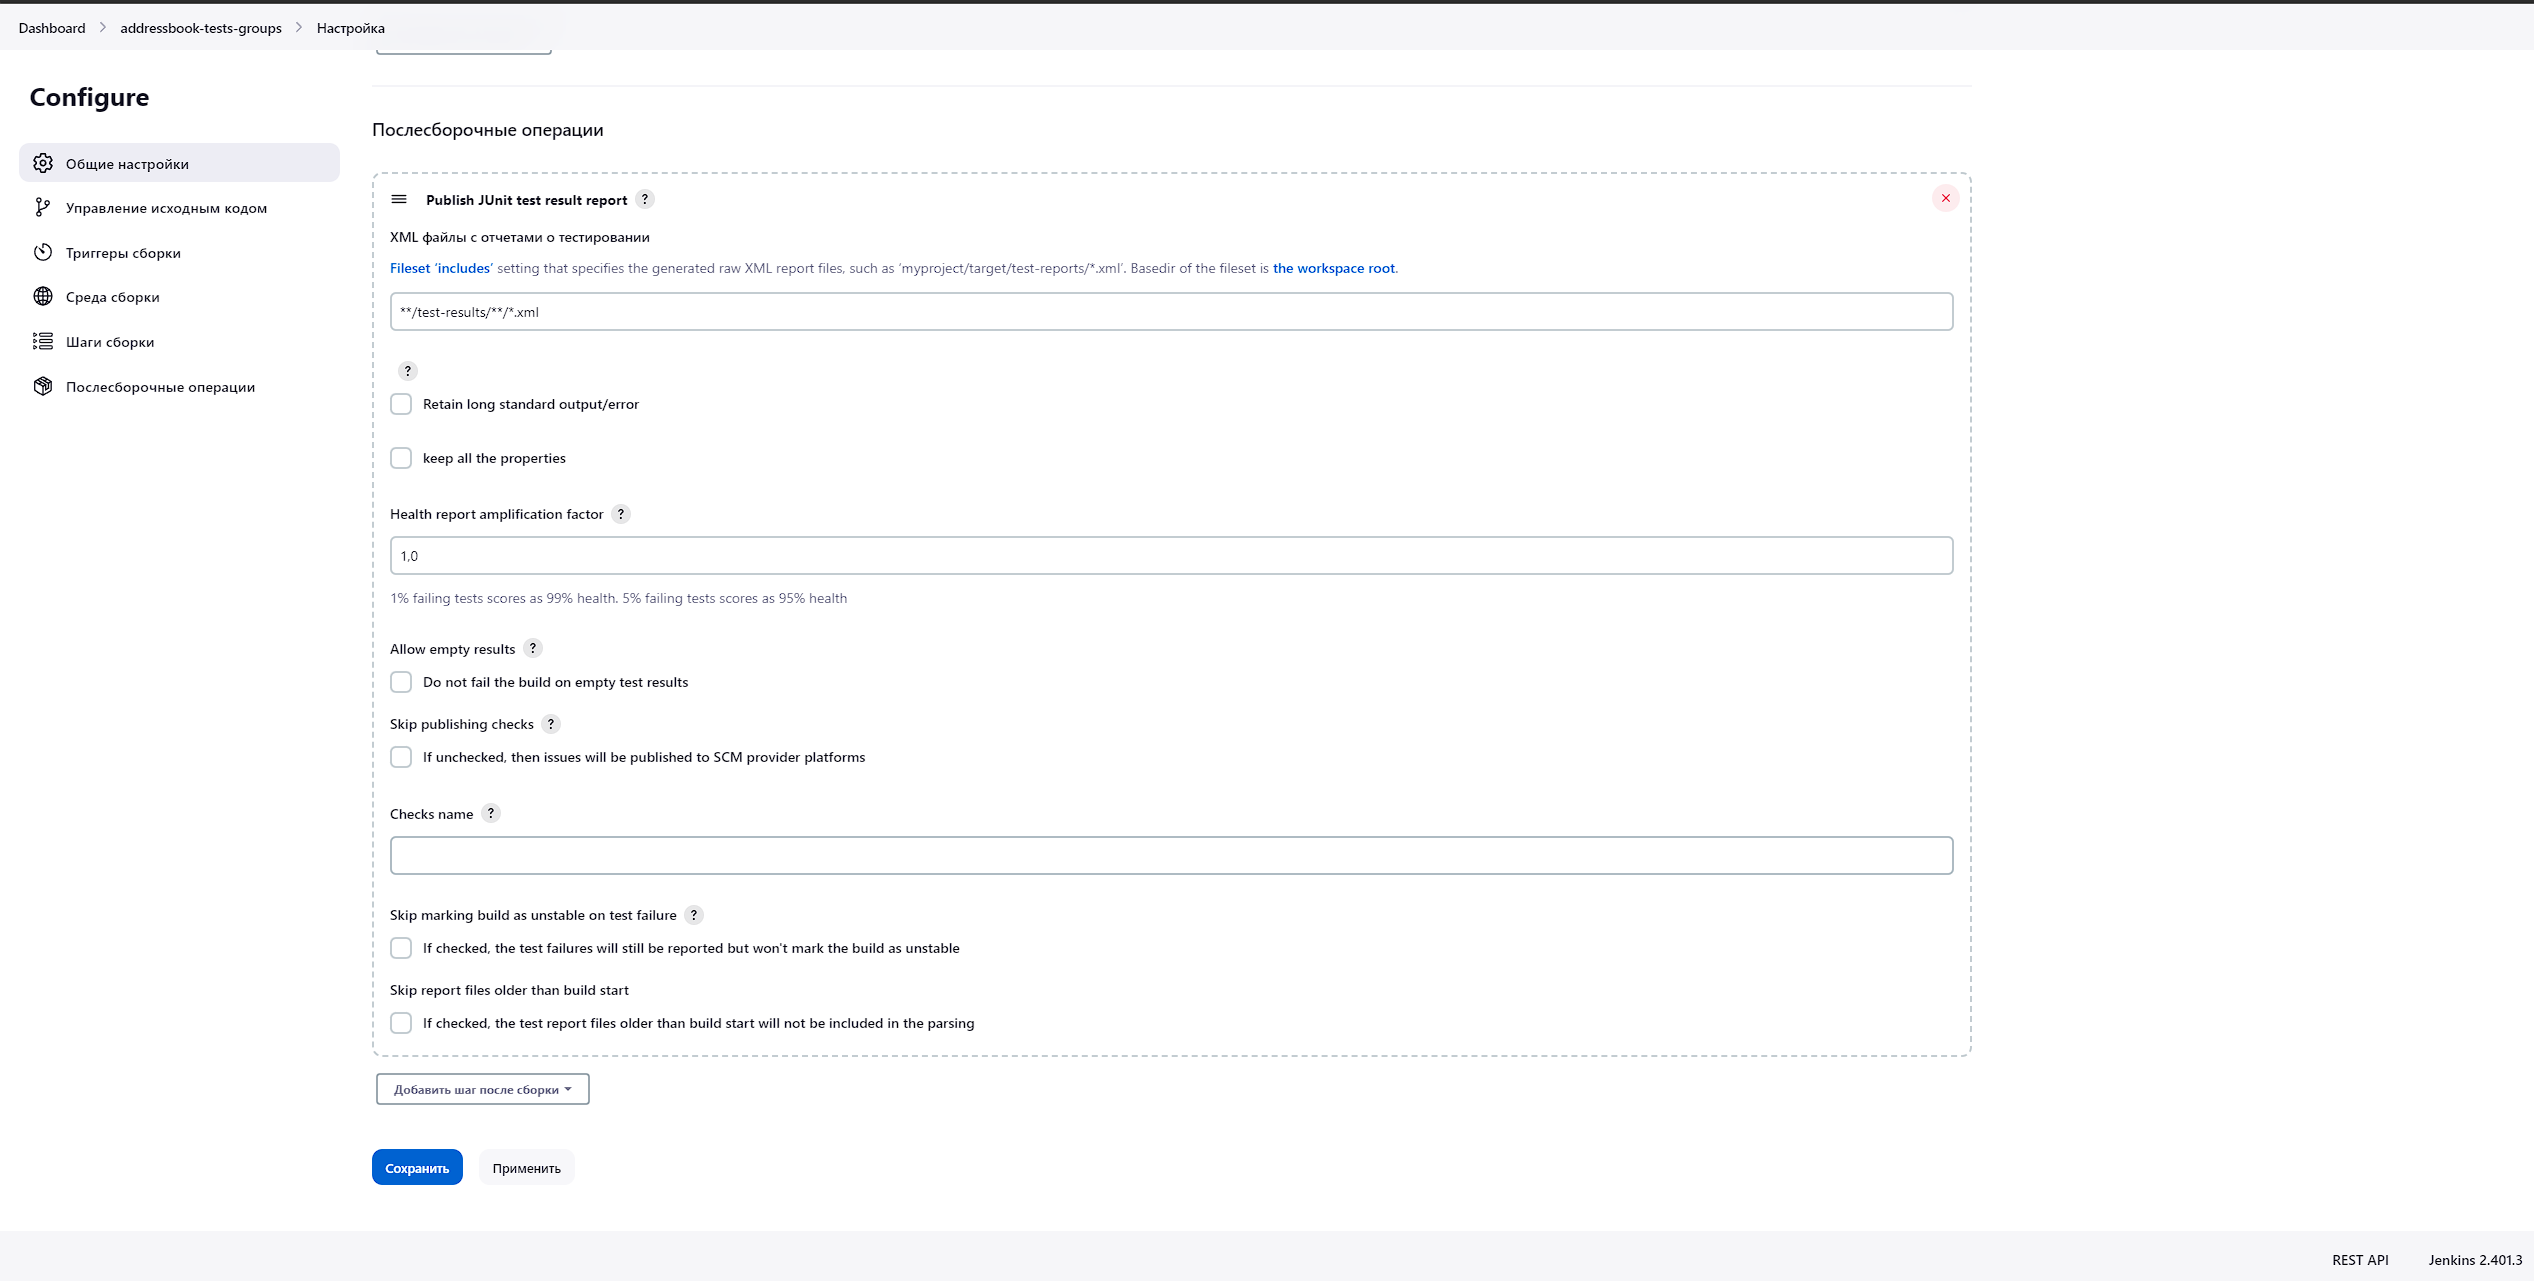 Dashboard > addressbook-tests-groups > Настройка
Configure
Общие настройки
Управление исходным кодом
Триггеры сборки
Среда сборки
Шаги сборки
Послесборочные операции
Послесборочные операции
Publish JUnit test result report ?
XML файлы с отчетами о тестировании
Fileset ‘includes’ setting that specifies the generated raw XML report files, such as ‘myproject/target/test-reports/*.xml’. Basedir of the fileset is the workspace root.
**/test-results/**/*.xml
?
Retain long standard output/error
keep all the properties
Health report amplification factor ?
1,0
1% failing tests scores as 99% health. 5% failing tests scores as 95% health
Allow empty results ?
Do not fail the build on empty test results
Skip publishing checks ?
If unchecked, then issues will be published to SCM provider platforms
Checks name ?
Skip marking build as unstable on test failure ?
If checked, the test failures will still be reported but won't mark the build as unstable
Skip report files older than build start
If checked, the test report files older than build start will not be included in the parsing
Добавить шаг после сборки
Сохранить Применить
REST API Jenkins 2.401.3